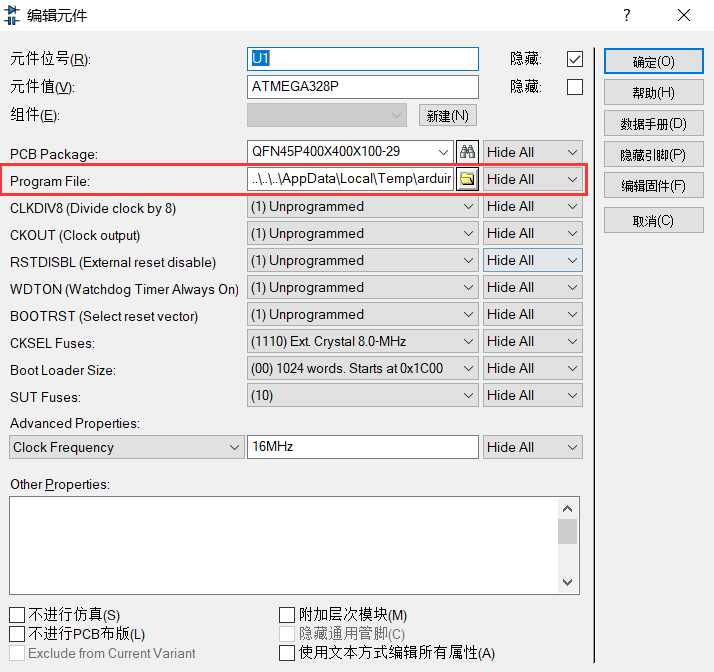 编辑元件
元件位号(R): U1 隐藏:
元件值(V): ATMEGA328P 隐藏:
组件(E): 新建(N)
PCB Package: QFN45P400X400X100-29 Hide All
Program File: ..\..\..\AppData\Local\Temp\arduir Hide All
CLKDIV8 (Divide clock by 8) (1) Unprogrammed Hide All
CKOUT (Clock output) (1) Unprogrammed Hide All
RSTDISBL (External reset disable) (1) Unprogrammed Hide All
WDTON (Watchdog Timer Always On) (1) Unprogrammed Hide All
BOOTRST (Select reset vector) (1) Unprogrammed Hide All
CKSEL Fuses: (1110) Ext. Crystal 8.0-MHz Hide All
Boot Loader Size: (00) 1024 words. Starts at 0x1C00 Hide All
SUT Fuses: (10) Hide All
Advanced Properties:
Clock Frequency 16MHz Hide All
Other Properties:
不进行仿真(S) 附加层次模块(M)
不进行PCB布版(L) 隐藏通用管脚(C)
Exclude from Current Variant 使用文本方式编辑所有属性(A)
确定(O)
帮助(H)
数据手册(D)
隐藏引脚(P)
编辑固件(F)
取消(C)